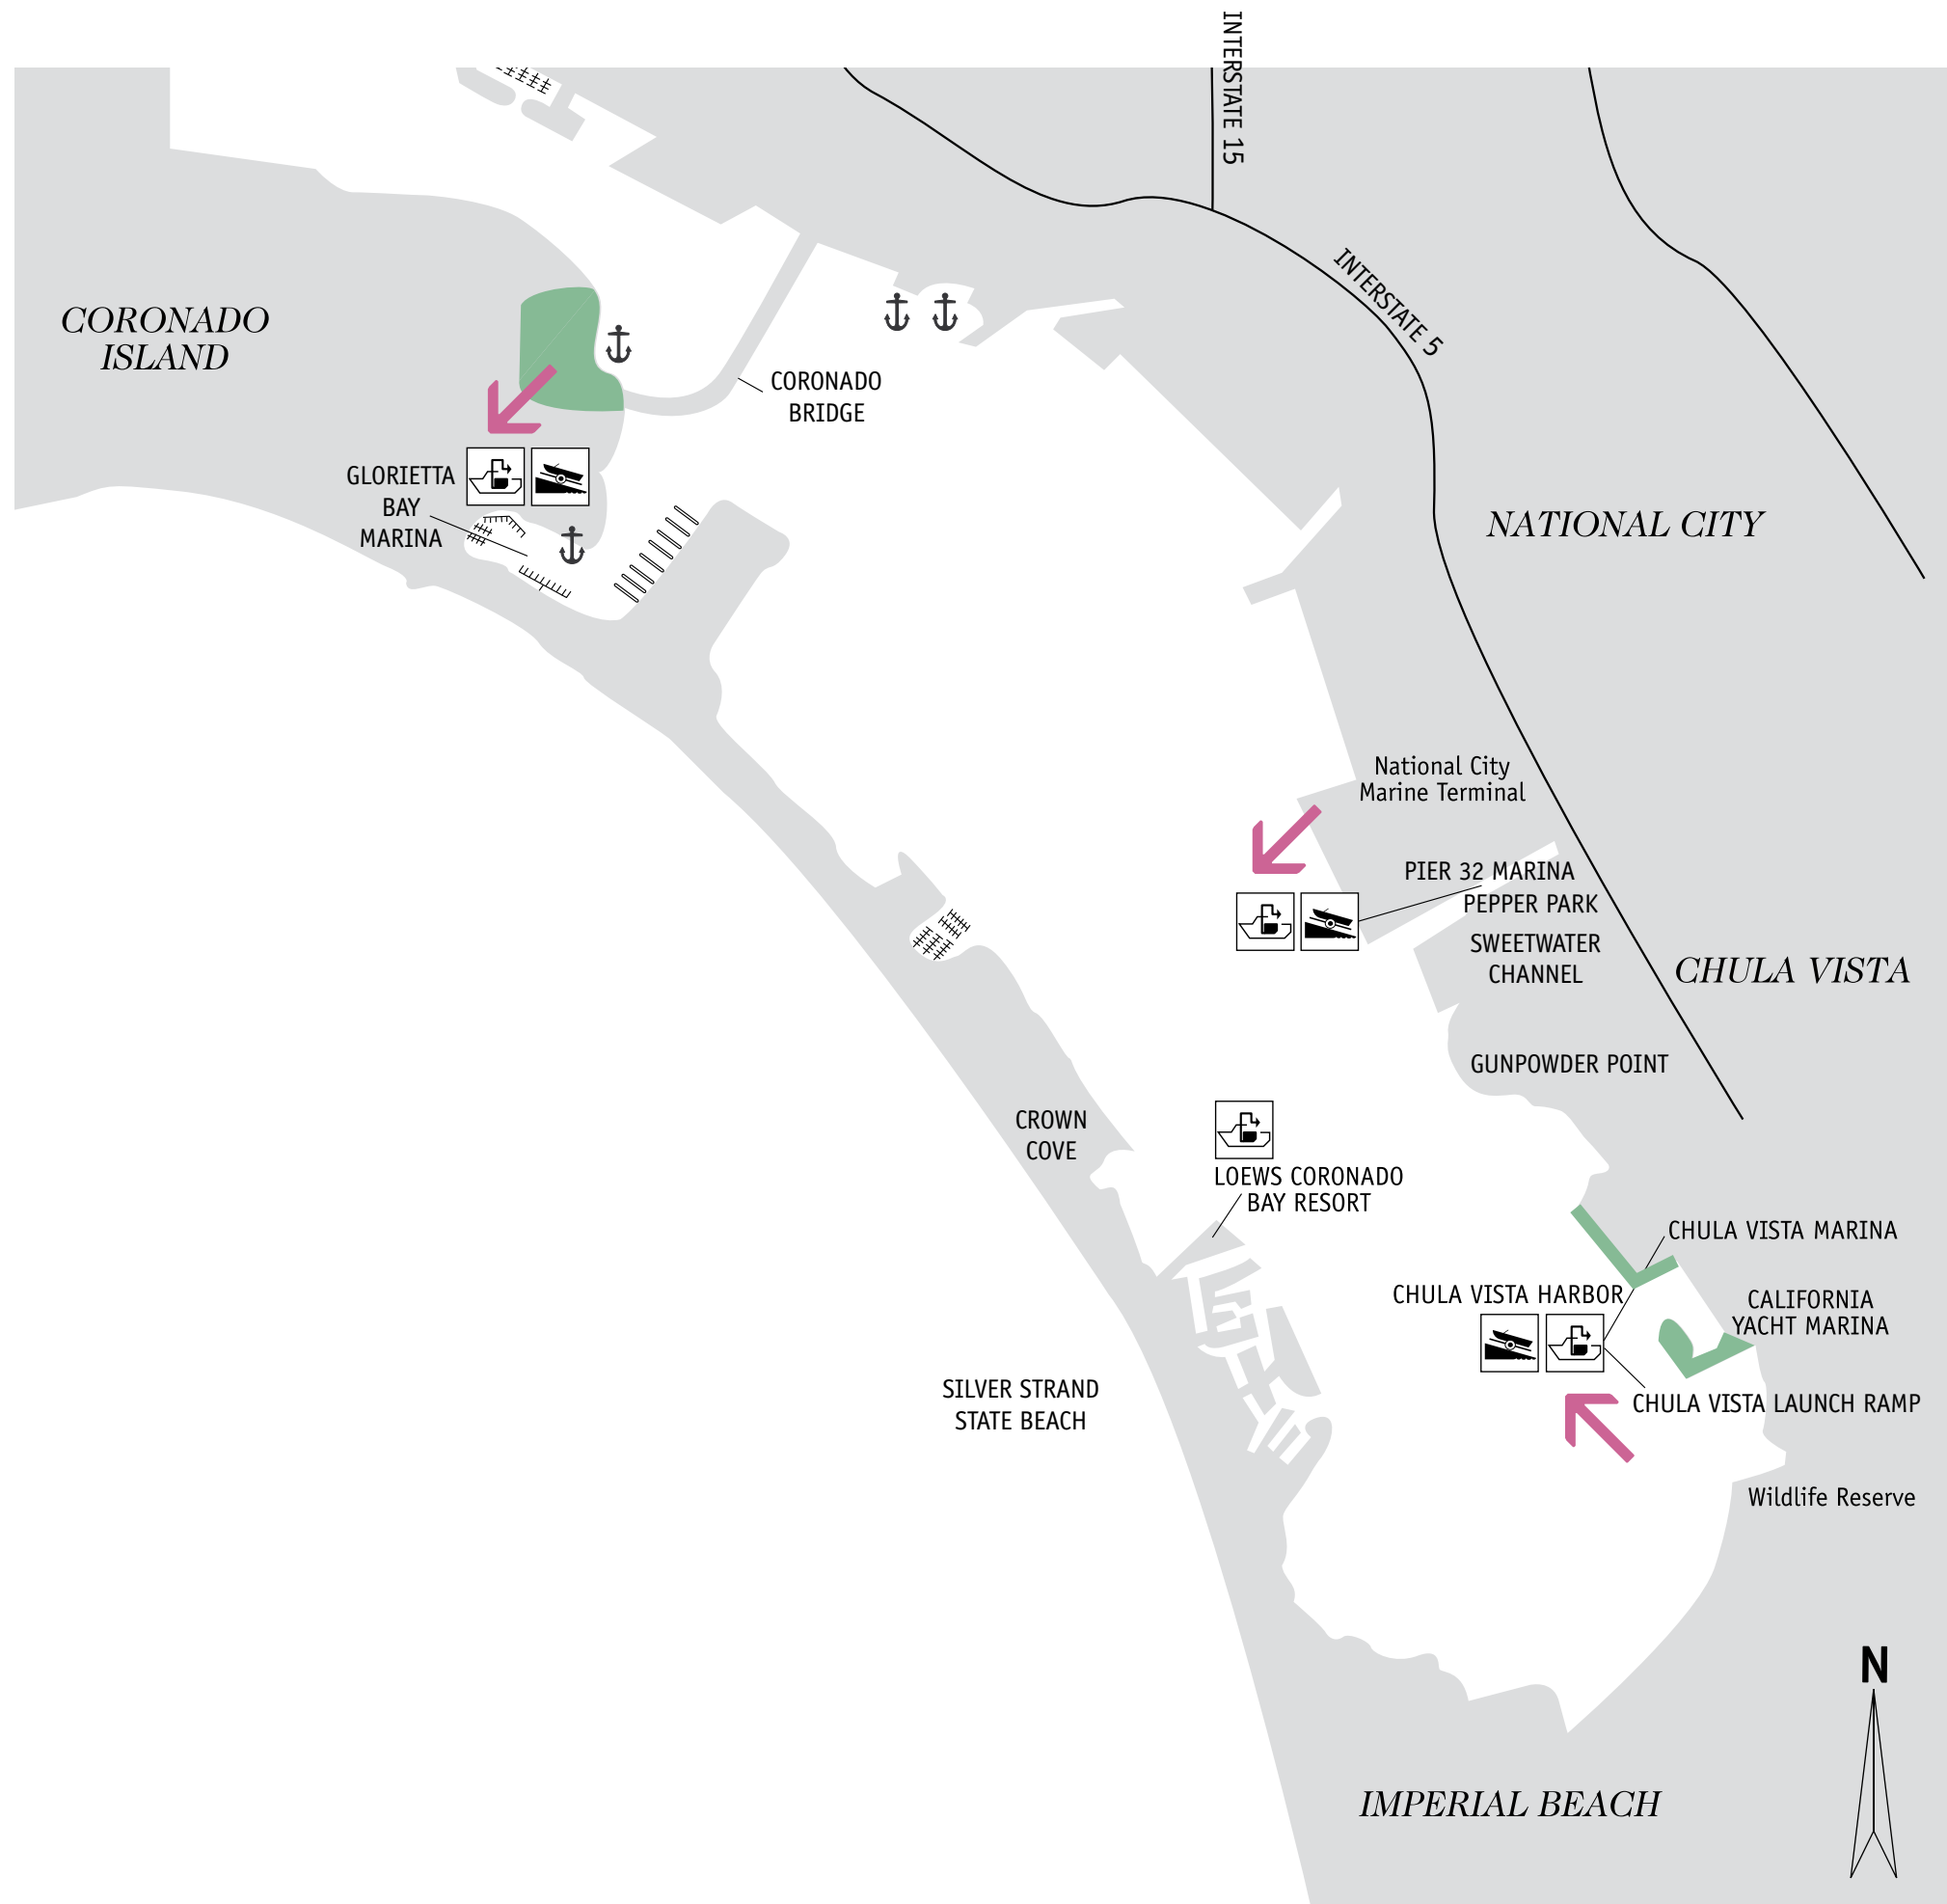 INTERSTATE 15
INTERSTATE 5
CORONADO
ISLAND
CORONADO
BRIDGE
GLORIETTA
BAY
MARINA
NATIONAL CITY
National City
Marine Terminal
PIER 32 MARINA
PEPPER PARK
SWEETWATER
CHANNEL
CHULA VISTA
GUNPOWDER POINT
CROWN
COVE
LOEWS CORONADO
BAY RESORT
CHULA VISTA MARINA
CHULA VISTA HARBOR
CALIFORNIA
YACHT MARINA
SILVER STRAND
STATE BEACH
CHULA VISTA LAUNCH RAMP
Wildlife Reserve
N
IMPERIAL BEACH